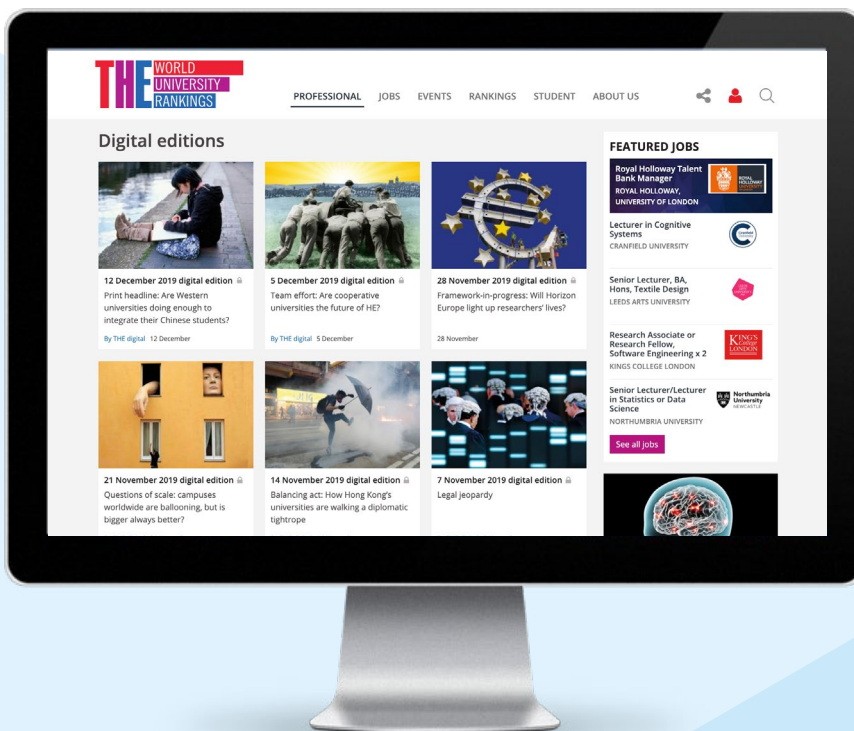 THE WORLD
UNIVERSITY
RANKINGS
PROFESSIONAL JOBS EVENTS RANKINGS STUDENT ABOUT US
Digital editions
12 December 2019 digital edition
Print headline: Are Western
universities doing enough to
integrate their Chinese students?
By THE digital 12 December
5 December 2019 digital edition
Team effort: Are cooperative
universities the future of HE?
By THE digital 5 December
28 November 2019 digital edition
Framework-in-progress: Will Horizon
Europe light up researchers' lives?
28 November
21 November 2019 digital edition
Questions of scale: campuses
worldwide are ballooning, but is
bigger always better?
14 November 2019 digital edition
Balancing act: How Hong Kong's
universities are walking a diplomatic
tightrope
7 November 2019 digital edition
Legal jeopardy
FEATURED JOBS
Royal Holloway Talent
Bank Manager
ROYAL HOLLOWAY,
UNIVERSITY OF LONDON
ROYAL
HOLLOWAY
Lecturer in Cognitive
Systems
CRANFIELD UNIVERSITY
Cranfield
Senior Lecturer, BA,
Hons, Textile Design
LEEDS ARTS UNIVERSITY
Research Associate or
Research Fellow,
Software Engineering x 2
KINGS COLLEGE LONDON
KING'S
College
LONDON
Senior Lecturer/Lecturer
in Statistics or Data
Science
NORTHUMBRIA UNIVERSITY
Northumbria
University
NEWCASTLE
See all jobs